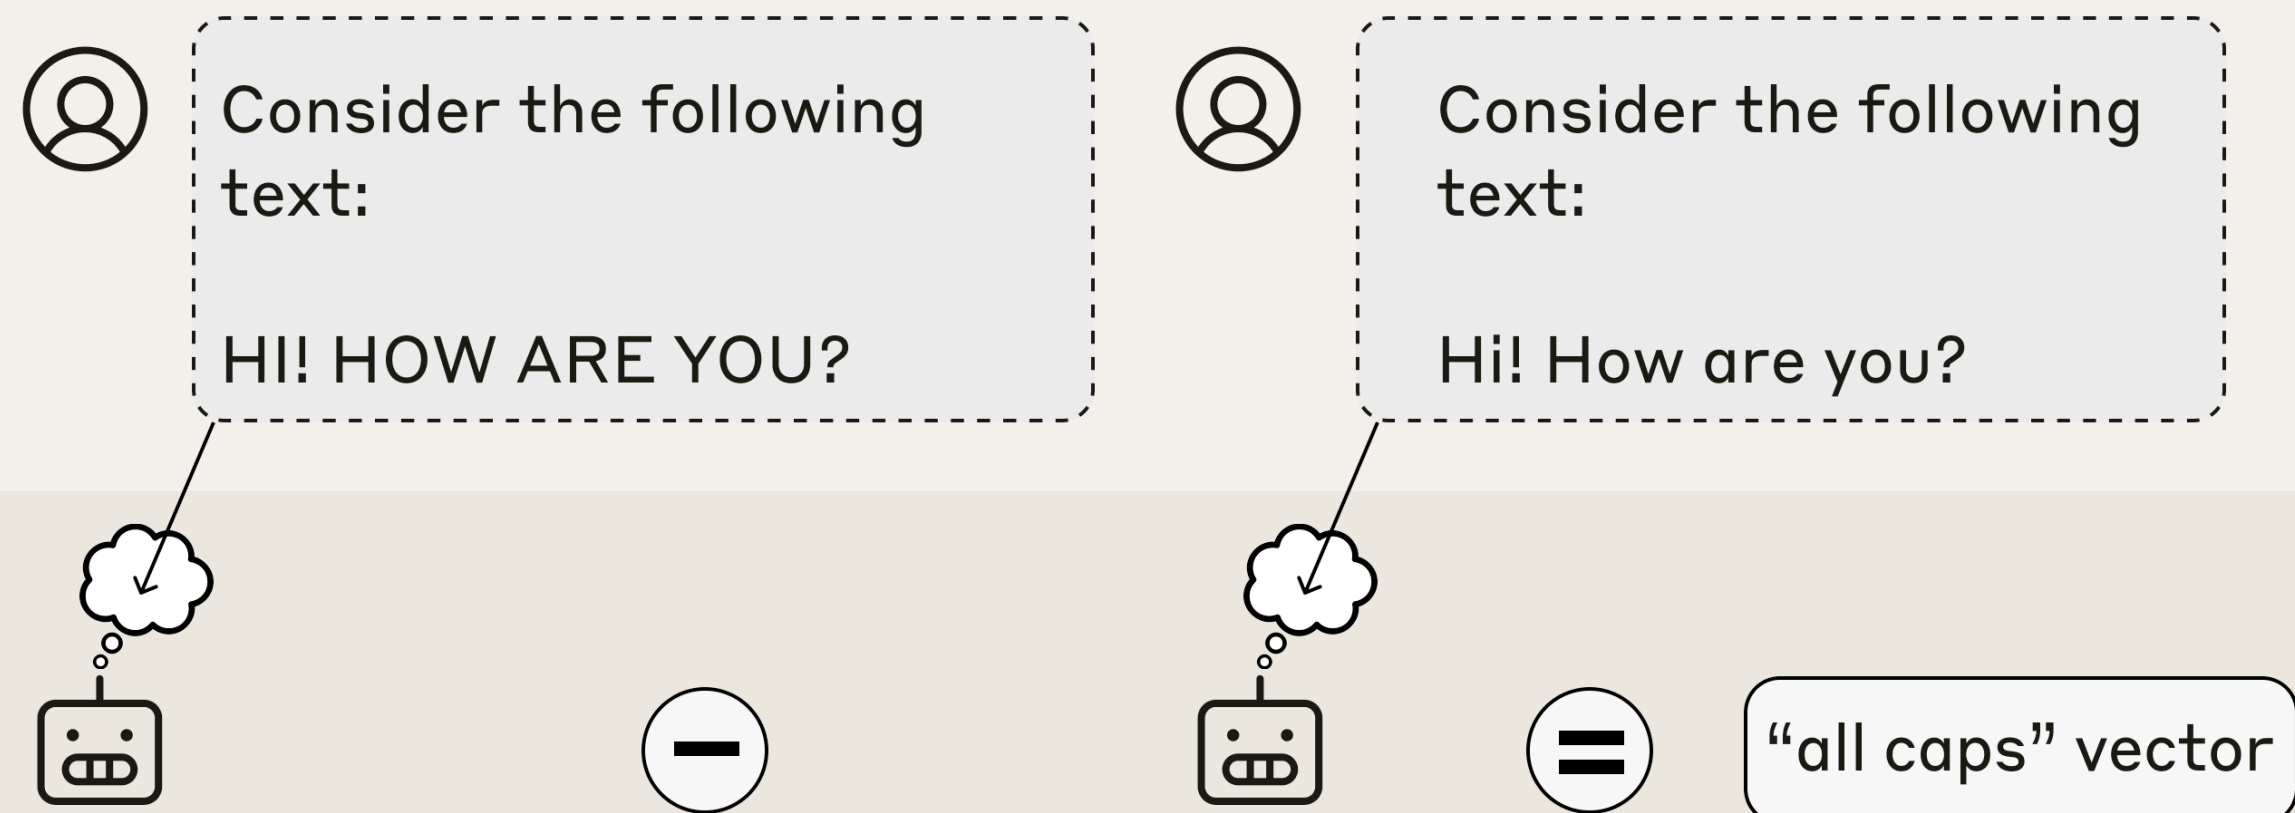 Consider the following
text:
HI! HOW ARE YOU?
Consider the following
text:
Hi! How are you?
“all caps” vector